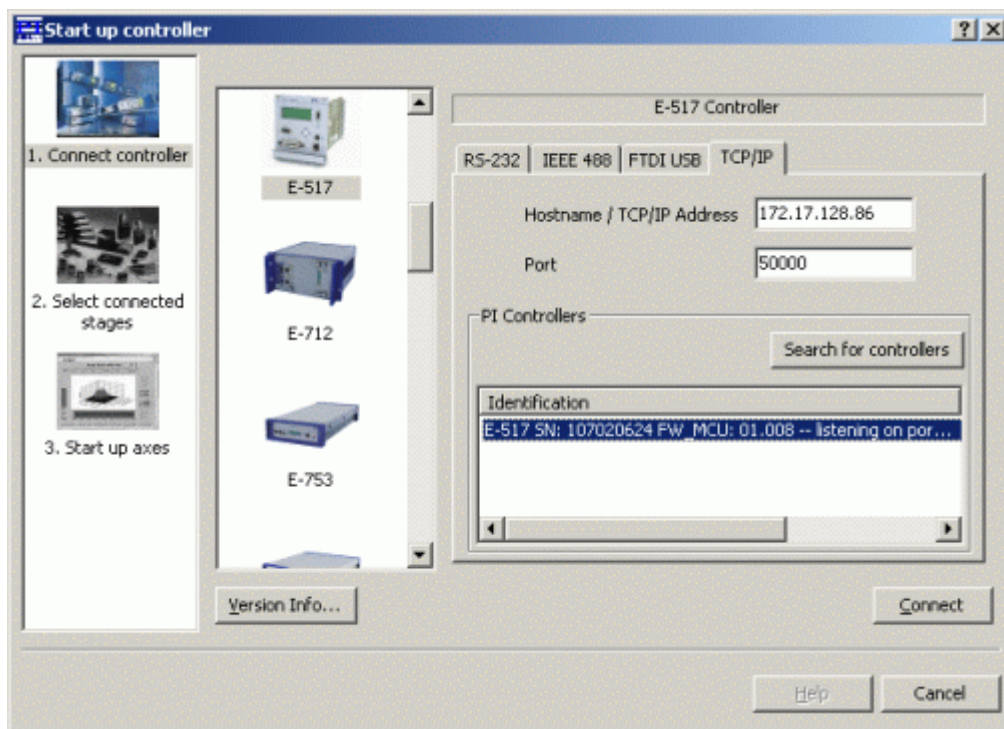 Start up controller
1. Connect controller
2. Select connected
stages
3. Start up axes
E-517
E-712
E-753
Version Info...
E-517 Controller
RS-232
IEEE 488
FTDI USB
TCP/IP
Hostname / TCP/IP Address
172.17.128.86
Port
50000
PI Controllers
Search for controllers
Identification
E-517 SN: 107020624 FW_MCU: 01.008 -- listening on por...
Connect
Help
Cancel